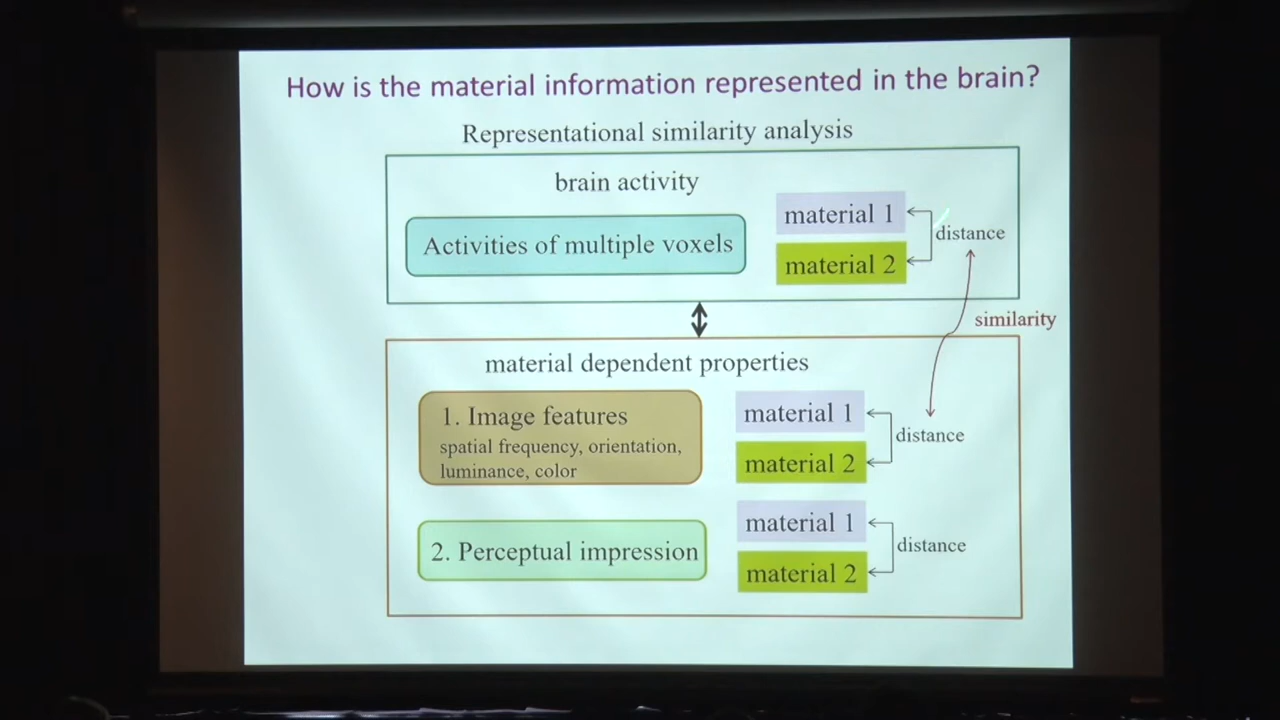 How is the material information represented in the brain?
Representational similarity analysis
brain activity
Activities of multiple voxels
material 1
material 2
distance
similarity
material dependent properties
1. Image features
spatial frequency, orientation,
luminance, color
material 1
material 2
distance
2. Perceptual impression
material 1
material 2
distance